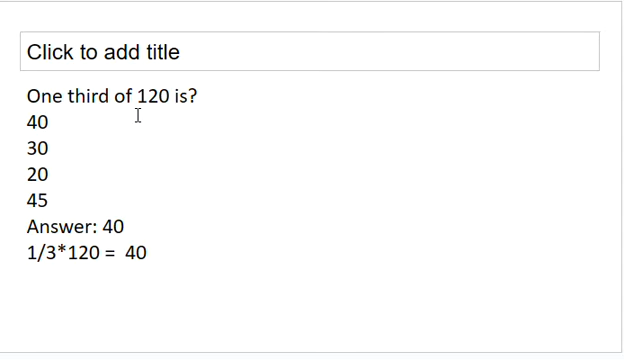 Click to add title
One third of 120 is?
40
30
20
45
Answer: 40
1/3*120 =  40